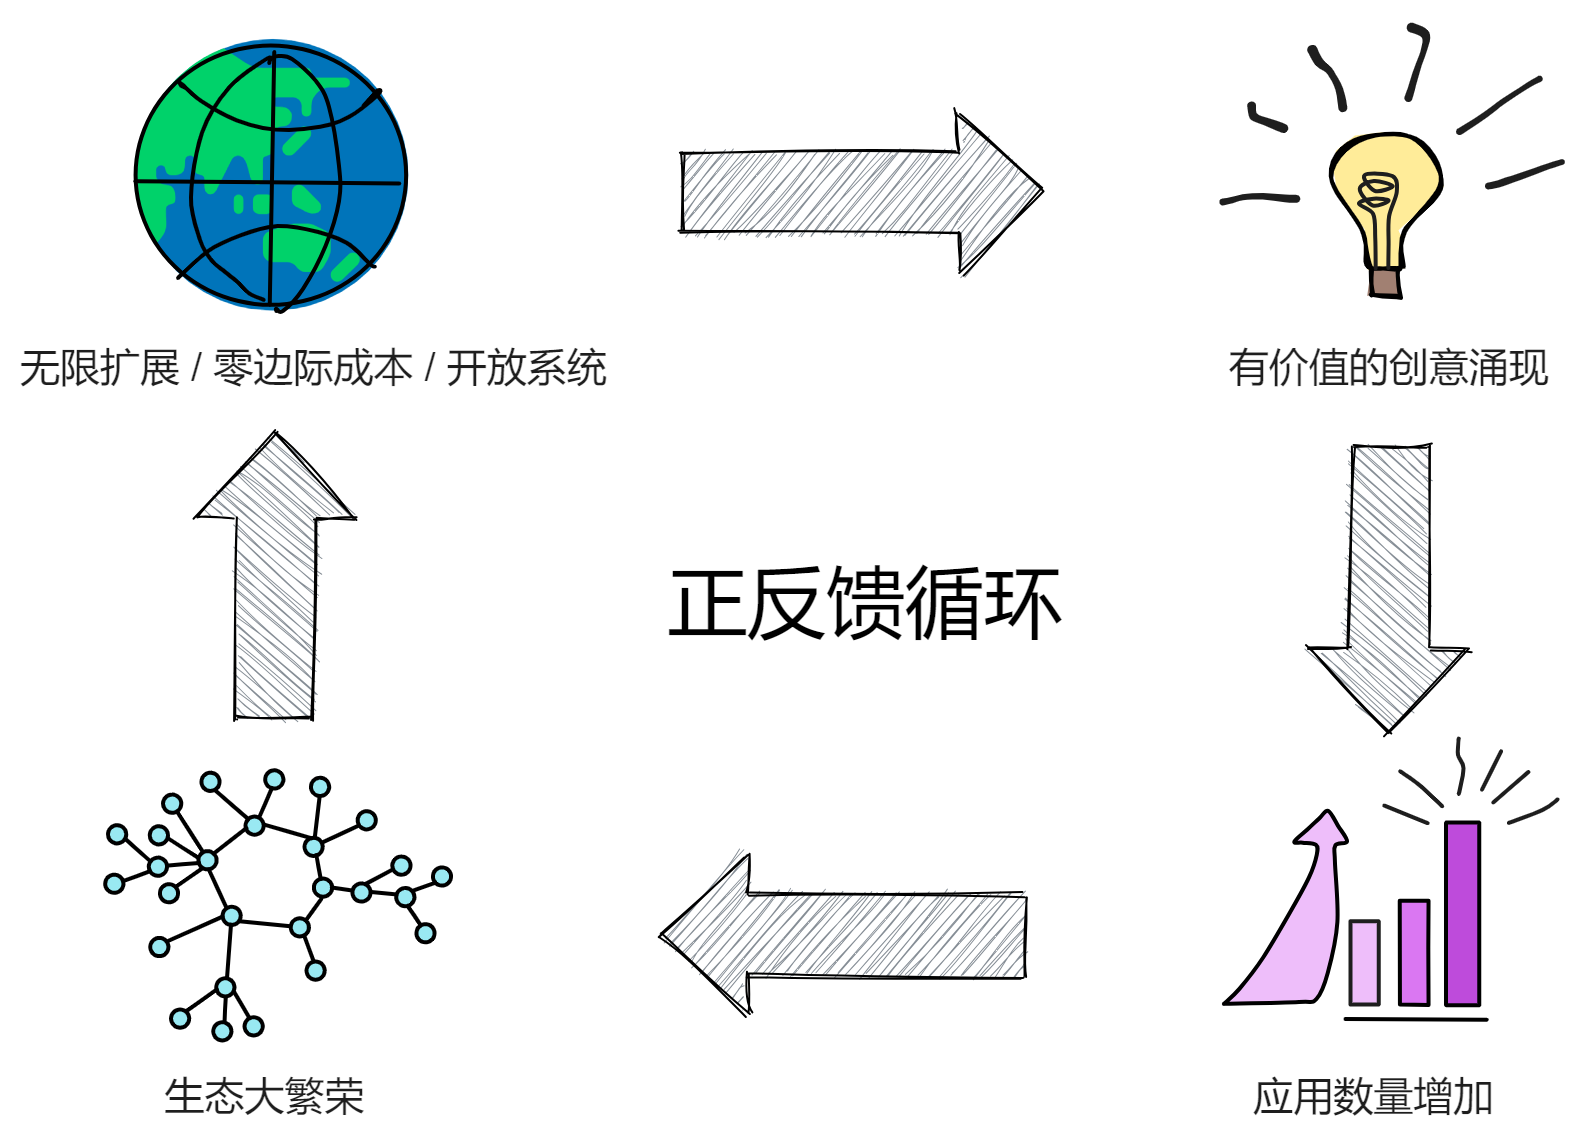 无限扩展 / 零边际成本 / 开放系统
有价值的创意涌现
正反馈循环
生态大繁荣
应用数量增加